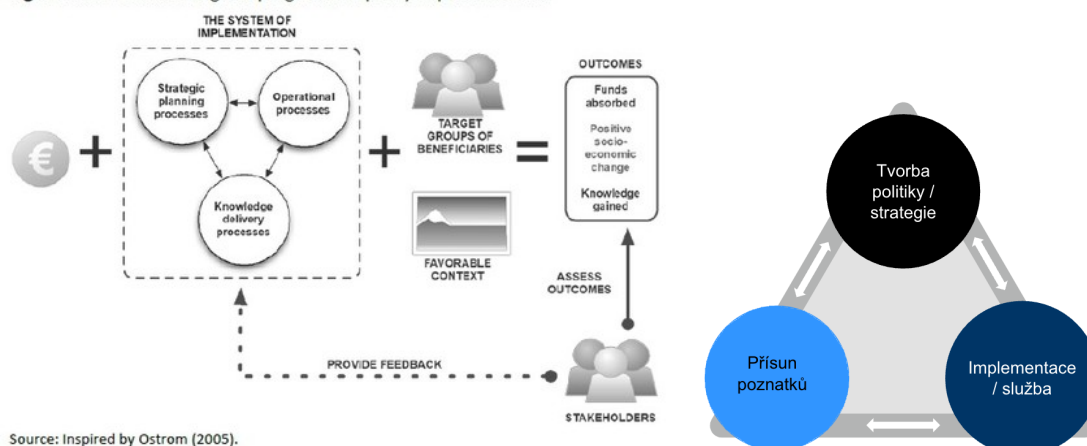 THE SYSTEM OF
IMPLEMENTATION
Strategic
planning
processes
Operational
processes
Knowledge
delivery
processes
€
+
+
TARGET
GROUPS OF
BENEFICIARIES
FAVORABLE
CONTEXT
=
OUTCOMES
Funds
absorbed
Positive
socio-
economic
change
Knowledge
gained
ASSESS
OUTCOMES
PROVIDE FEEDBACK
STAKEHOLDERS
Source: Inspired by Ostrom (2005).
Tvorba
politiky /
strategie
Přísun
poznatků
Implementace
/ služba